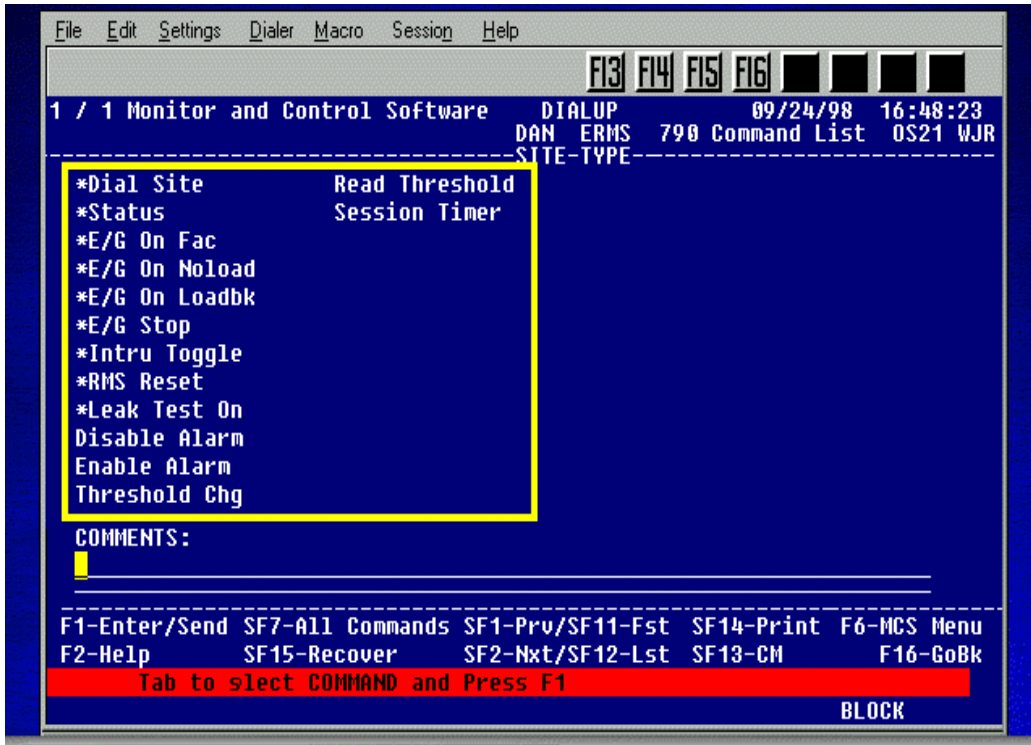 File Edit Settings Dialer Macro Session Help
F13 F14 F15 F16
1 / 1 Monitor and Control Software DIALUP 09/24/98 16:48:23
DAN ERMS 790 Command List OS21 WJR
SITE-TYPE
*Dial Site Read Threshold
*Status Session Timer
*E/G On Fac
*E/G On Noload
*E/G On Loadbk
*E/G Stop
*Intru Toggle
*RMS Reset
*Leak Test On
Disable Alarm
Enable Alarm
Threshold Chg
COMMENTS:
F1-Enter/Send SF7-All Commands SF1-Prv/SF11-Fst SF14-Print F6-MCS Menu
F2-Help SF15-Recover SF2-Nxt/SF12-Lst SF13-CM F16-GoBk
Tab to slect COMMAND and Press F1
BLOCK